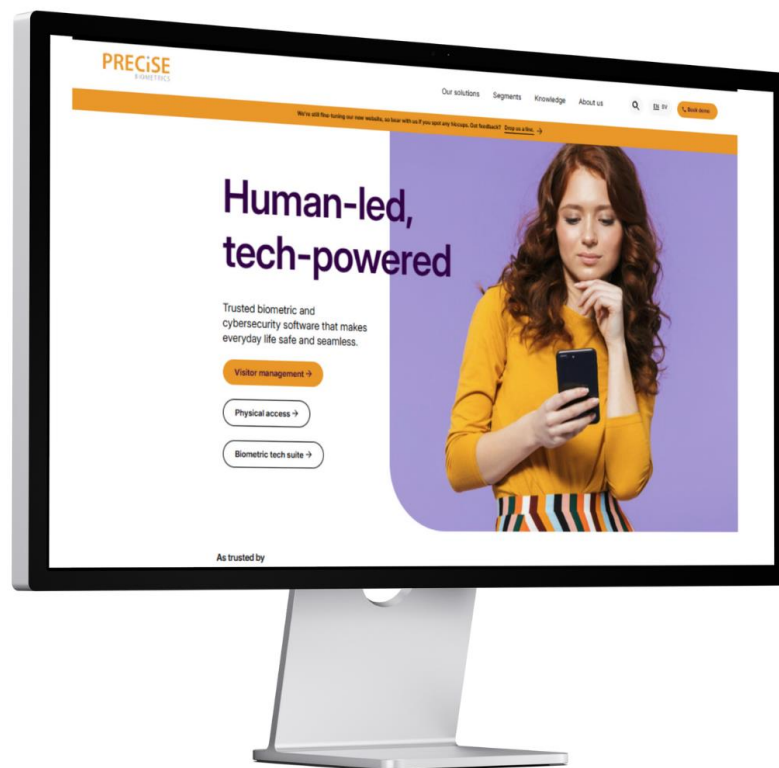 PRECiSE
BIOMETRICS
Our solutions
Segments
Knowledge
About us
EN SV
Book demo
We're still fine-tuning our new website, so bear with us if you spot any hiccups. Got feedback? Drop us a line. →
Human-led,
tech-powered
Trusted biometric and
cybersecurity software that makes
everyday life safe and seamless.
Visitor management →
Physical access →
Biometric tech suite →
As trusted by